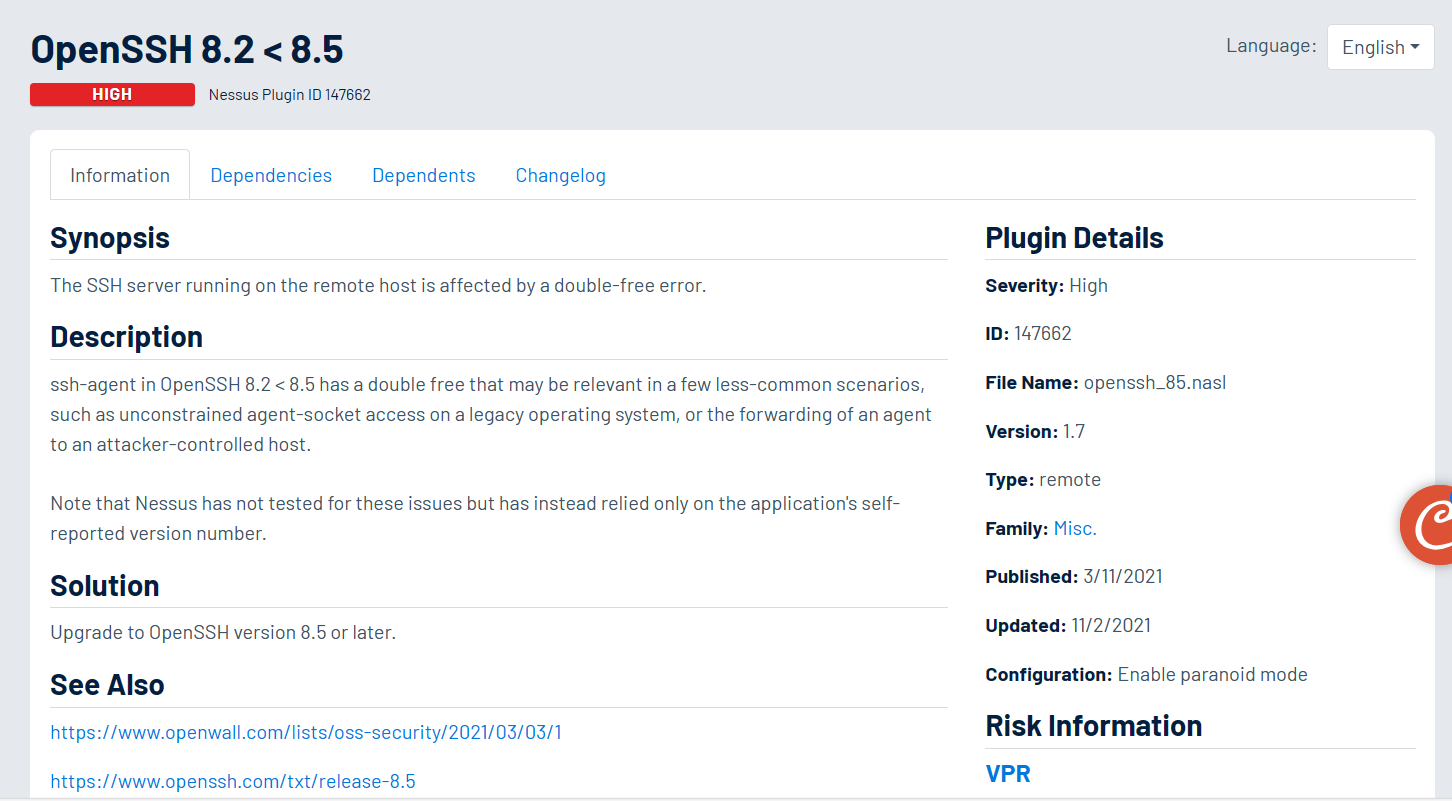 OpenSSH 8.2 < 8.5
Language:
English
HIGH
Nessus Plugin ID 147662
Information
Dependencies
Dependents
Changelog
Synopsis
The SSH server running on the remote host is affected by a double-free error.
Description
ssh-agent in OpenSSH 8.2 < 8.5 has a double free that may be relevant in a few less-common scenarios,
such as unconstrained agent-socket access on a legacy operating system, or the forwarding of an agent
to an attacker-controlled host.
Note that Nessus has not tested for these issues but has instead relied only on the application's self-
reported version number.
Solution
Upgrade to OpenSSH version 8.5 or later.
See Also
https://www.openwall.com/lists/oss-security/2021/03/03/1
https://www.openssh.com/txt/release-8.5
Plugin Details
Severity: High
ID: 147662
File Name: openssh_85.nasl
Version: 1.7
Type: remote
Family: Misc.
Published: 3/11/2021
Updated: 11/2/2021
Configuration: Enable paranoid mode
Risk Information
VPR